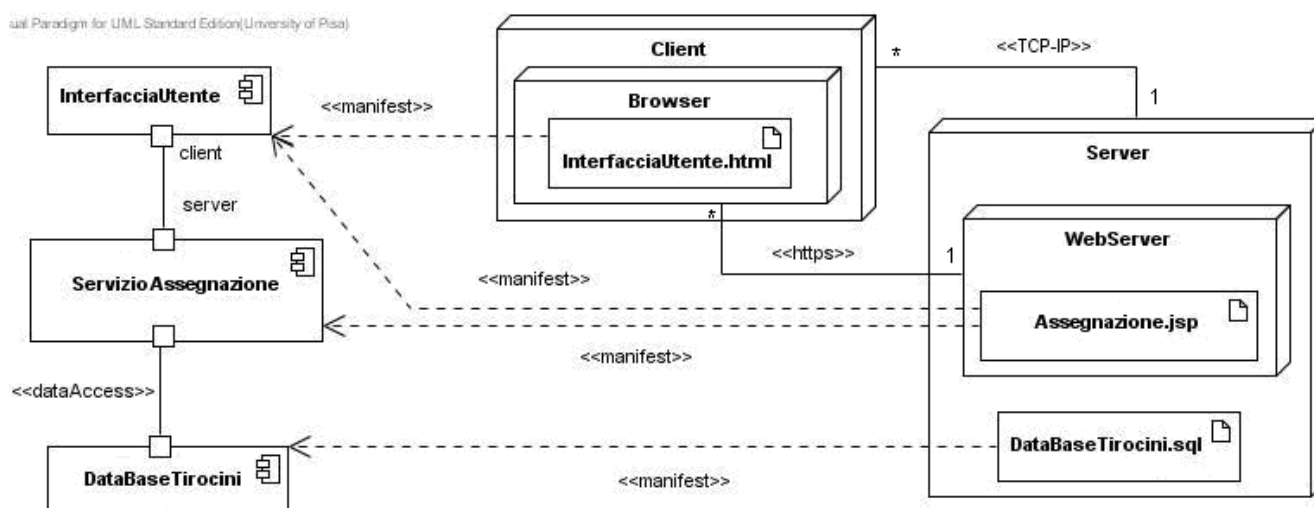 ual Paradigm for UML Standard Edition(University of Pisa)
Client
<<TCP-IP>>
*
1
InterfacciaUtente
<<manifest>>
Browser
InterfacciaUtente.html
client
server
Server
*
<<https>>
1
WebServer
ServizioAssegnazione
<<manifest>>
Assegnazione.jsp
<<manifest>>
<<dataAccess>>
DataBaseTirocini.sql
DataBaseTirocini
<<manifest>>